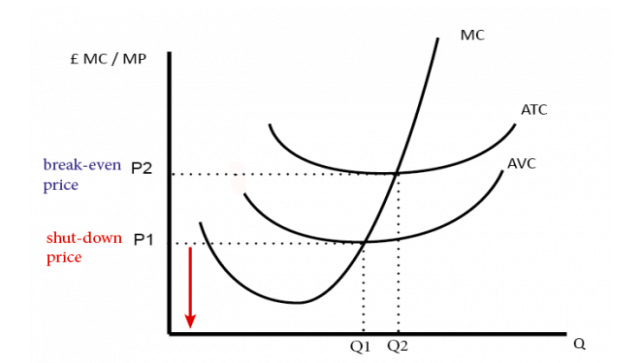 MC
£ MC / MP
ATC
break-even
price
P2
AVC
shut-down
price
P1
Q1
Q2
Q